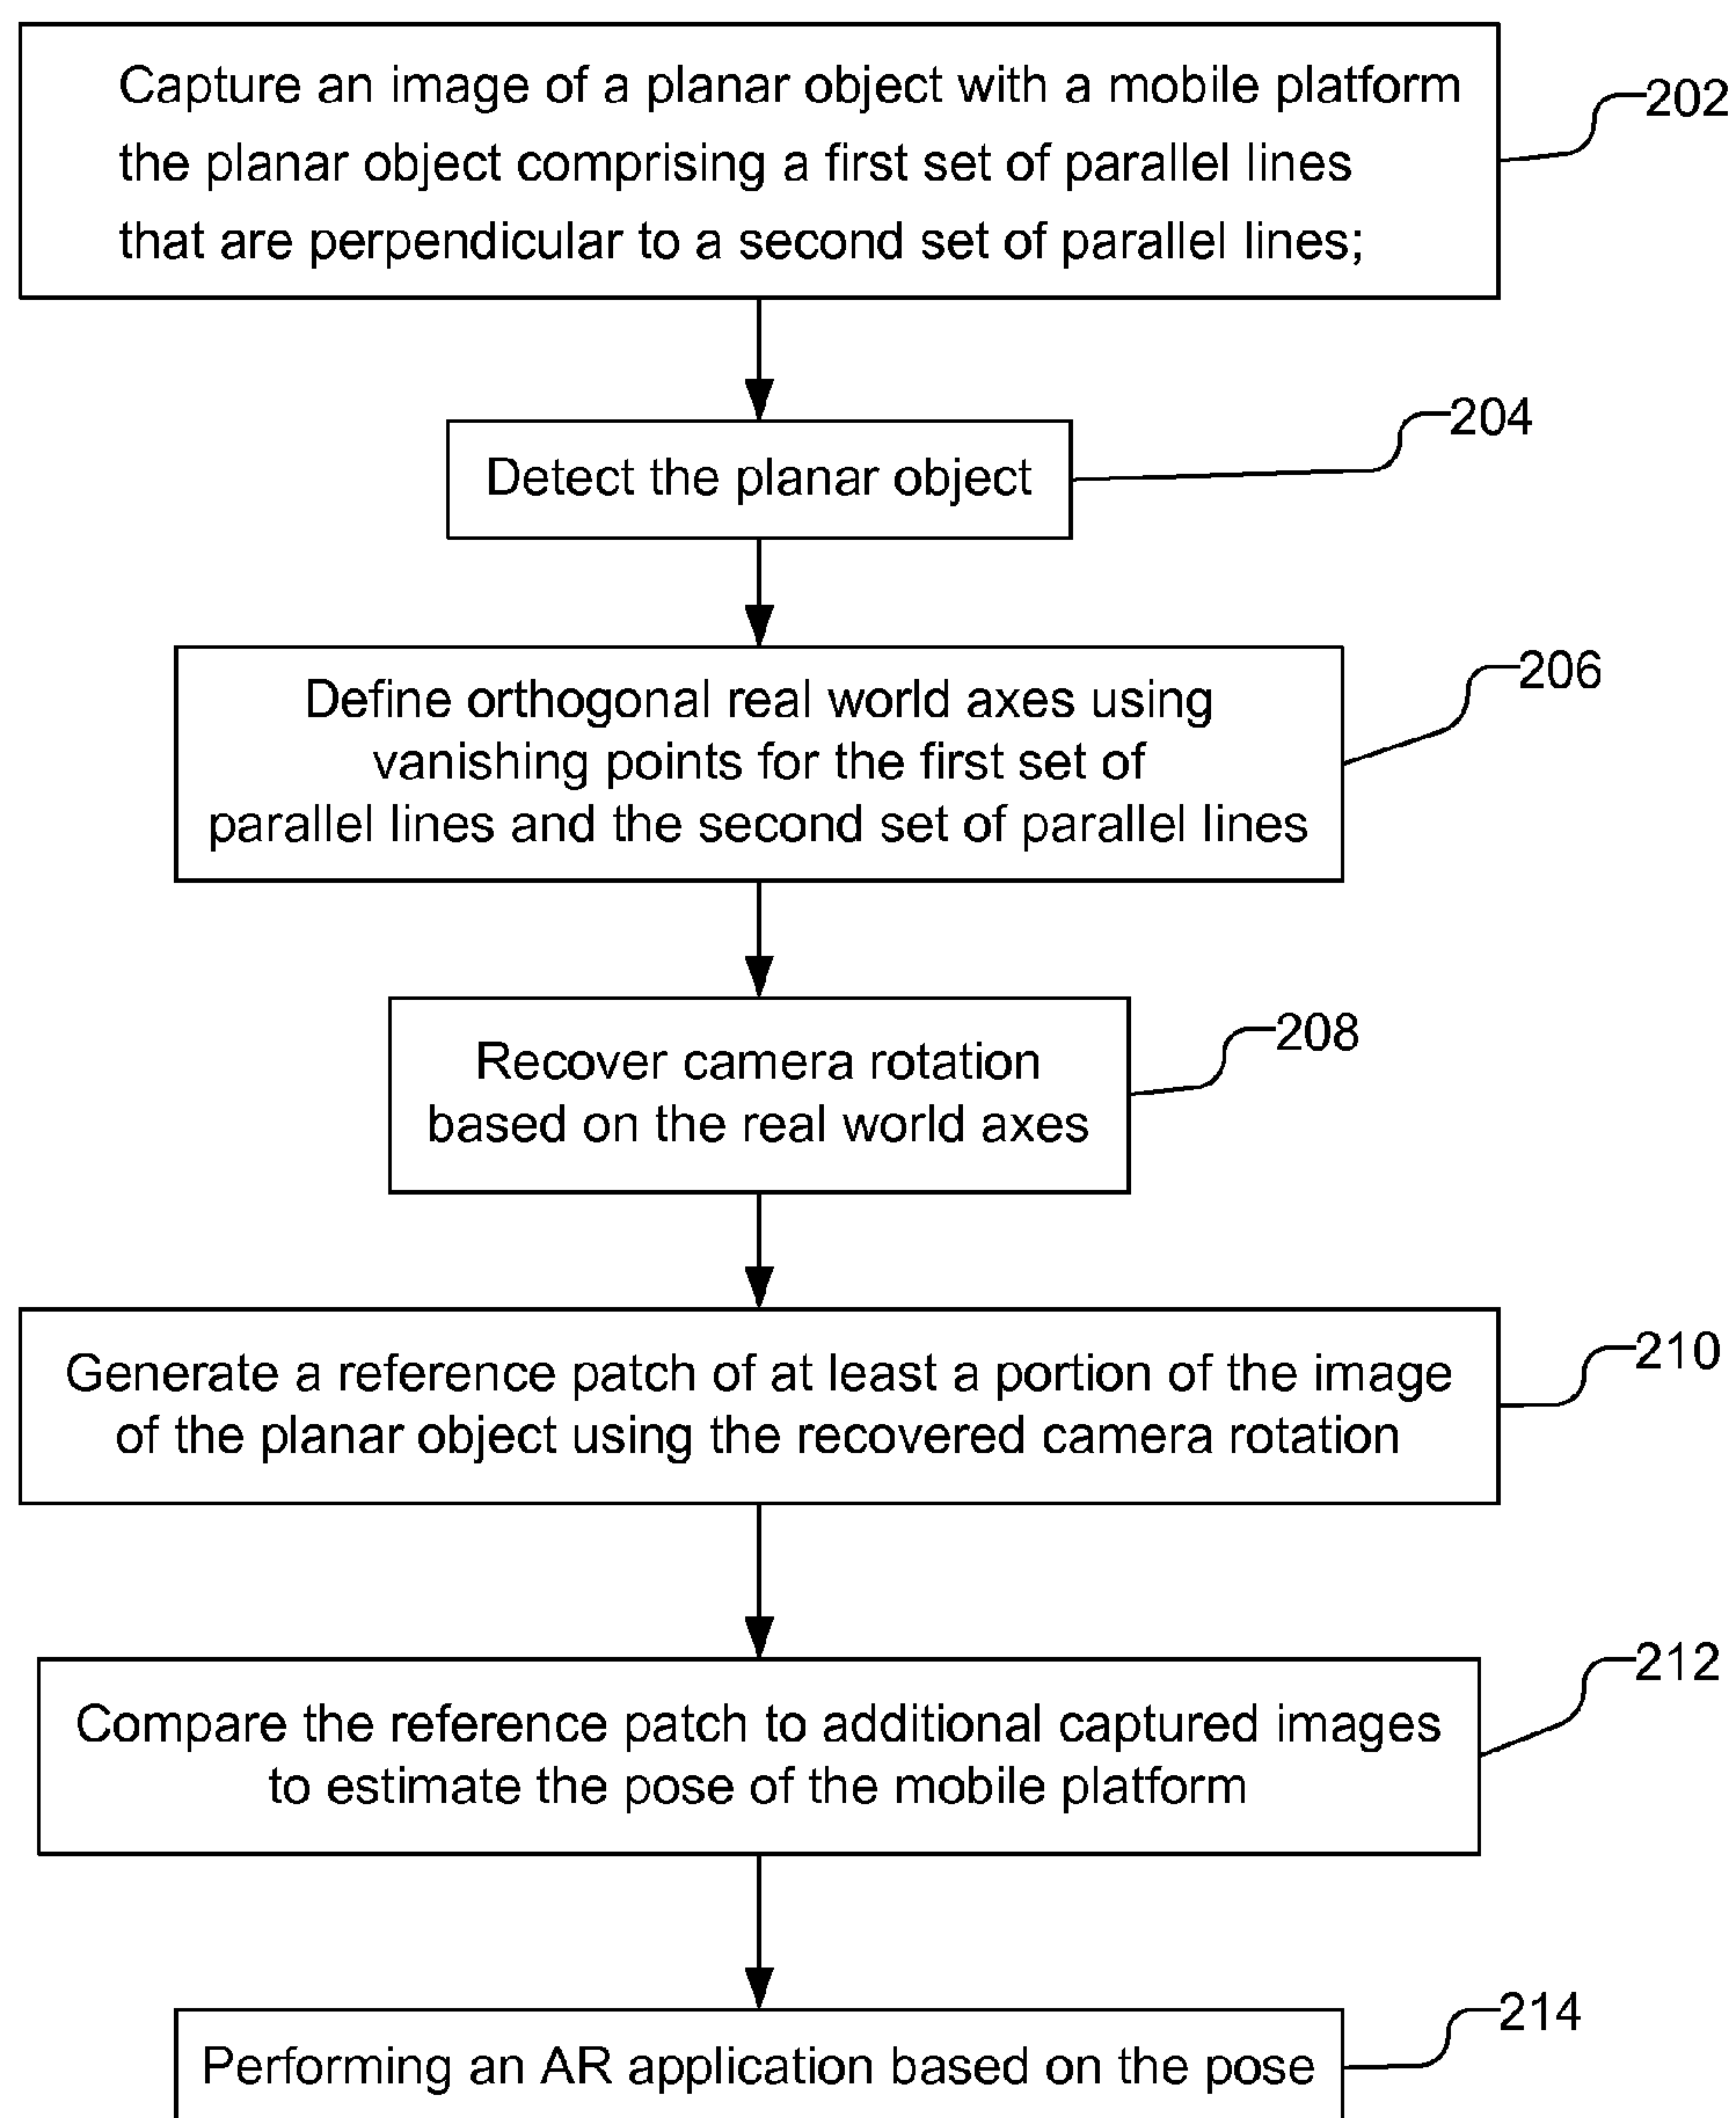 Capture an image of a planar object with a mobile platform
the planar object comprising a first set of parallel lines
that are perpendicular to a second set of parallel lines;
202
Detect the planar object
204
Define orthogonal real world axes using
vanishing points for the first set of
parallel lines and the second set of parallel lines
206
Recover camera rotation
based on the real world axes
208
Generate a reference patch of at least a portion of the image
of the planar object using the recovered camera rotation
210
Compare the reference patch to additional captured images
to estimate the pose of the mobile platform
212
Performing an AR application based on the pose
214